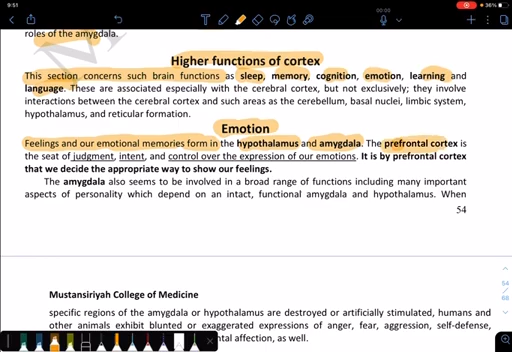 9:51
00:00
36%
roles of the amygdala.
Higher functions of cortex
This section concerns such brain functions as sleep, memory, cognition, emotion, learning and
language. These are associated especially with the cerebral cortex, but not exclusively; they
involve interactions between the cerebral cortex and such areas as the cerebellum, basal nuclei, limbic system,
hypothalamus, and reticular formation.
Emotion
Feelings and our emotional memories form in the hypothalamus and amygdala. The prefrontal cortex is
the seat of judgment, intent, and control over the expression of our emotions. It is by prefrontal cortex
that we decide the appropriate way to show our feelings.
The amygdala also seems to be involved in a broad range of functions including many important
aspects of personality which depend on an intact, functional amygdala and hypothalamus. When
54
54
/
68
Mustansiriyah College of Medicine
specific regions of the amygdala or hypothalamus are destroyed or artificially stimulated, humans and
other animals exhibit blunted or exaggerated expressions of anger, fear, aggression, self-defense,
affection, as well.